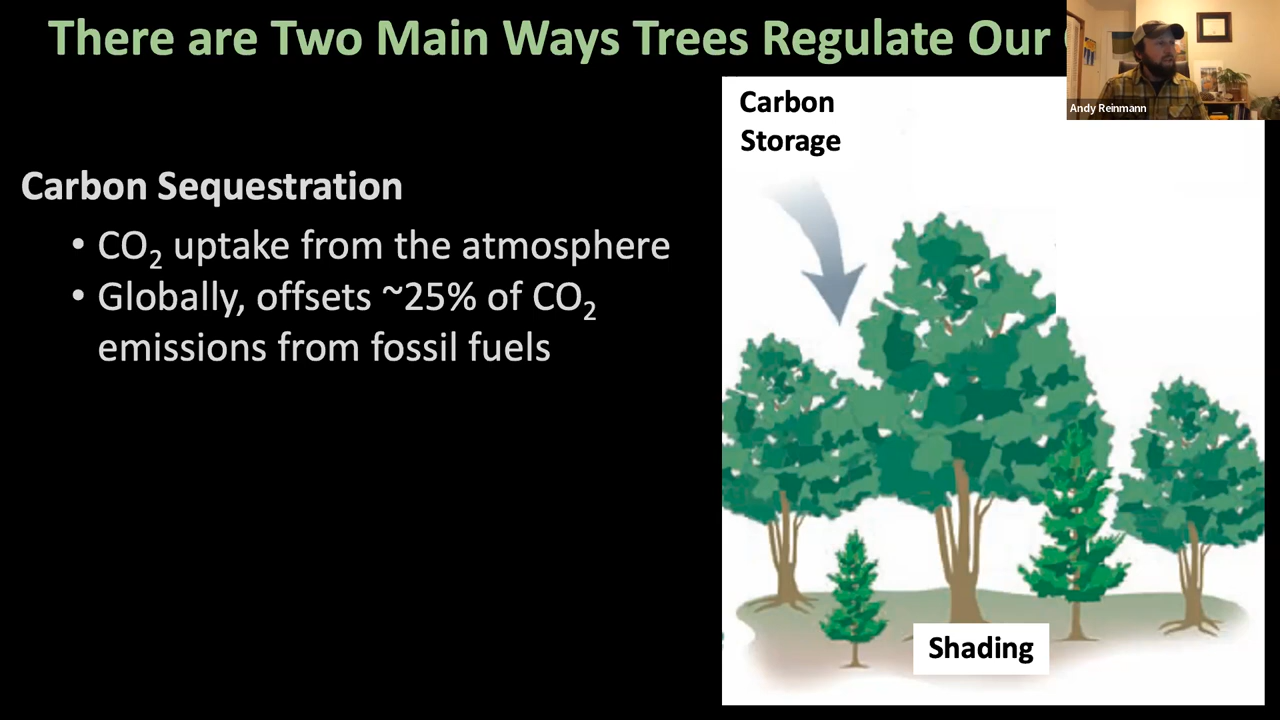 There are Two Main Ways Trees Regulate Our
Andy Reinmann
Carbon
Storage
Carbon Sequestration
• CO₂ uptake from the atmosphere
• Globally, offsets ~25% of CO₂
emissions from fossil fuels
Shading